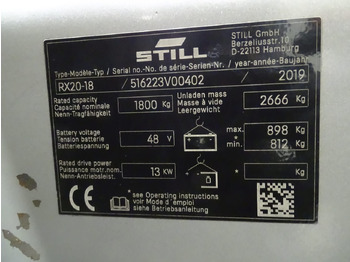 STILL
STILL GmbH
Berzeliusstr.10
D-22113 Hamburg
Type-Modèle-Typ / Serial no.-No. de série-Serien-Nr. / year-année-Baujahr
RX20-18 / 516223V00402 / 2019
Rated capacity
Capacité nominale
Nenn-Tragfähigkeit
1800 Kg
Unladen mass
Masse à vide
Leergewicht
2666 Kg
Battery voltage
Tension batterie
Batteriespannung
48 V
max. 898 Kg
min. 812 Kg
Rated drive power
Puissance motr.nom.
Nenn-Antriebsleist.
13 KW
* - Kg
*see Operating instructions
voir Mode d'emploi
siehe Betriebsanleitung